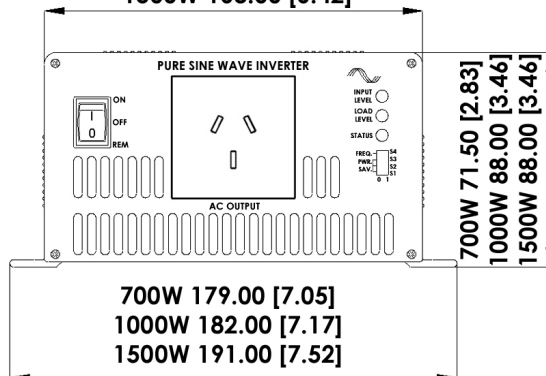 PURE SINE WAVE INVERTER
ON
OFF
REM
I
0
INPUT
LEVEL
LOAD
LEVEL
STATUS
FREQ.
PWR.
SAV.
S4
S3
S2
S1
0 1
AC OUTPUT
700W 71.50 [2.83]
1000W 88.00 [3.46]
1500W 88.00 [3.46]
700W 179.00 [7.05]
1000W 182.00 [7.17]
1500W 191.00 [7.52]